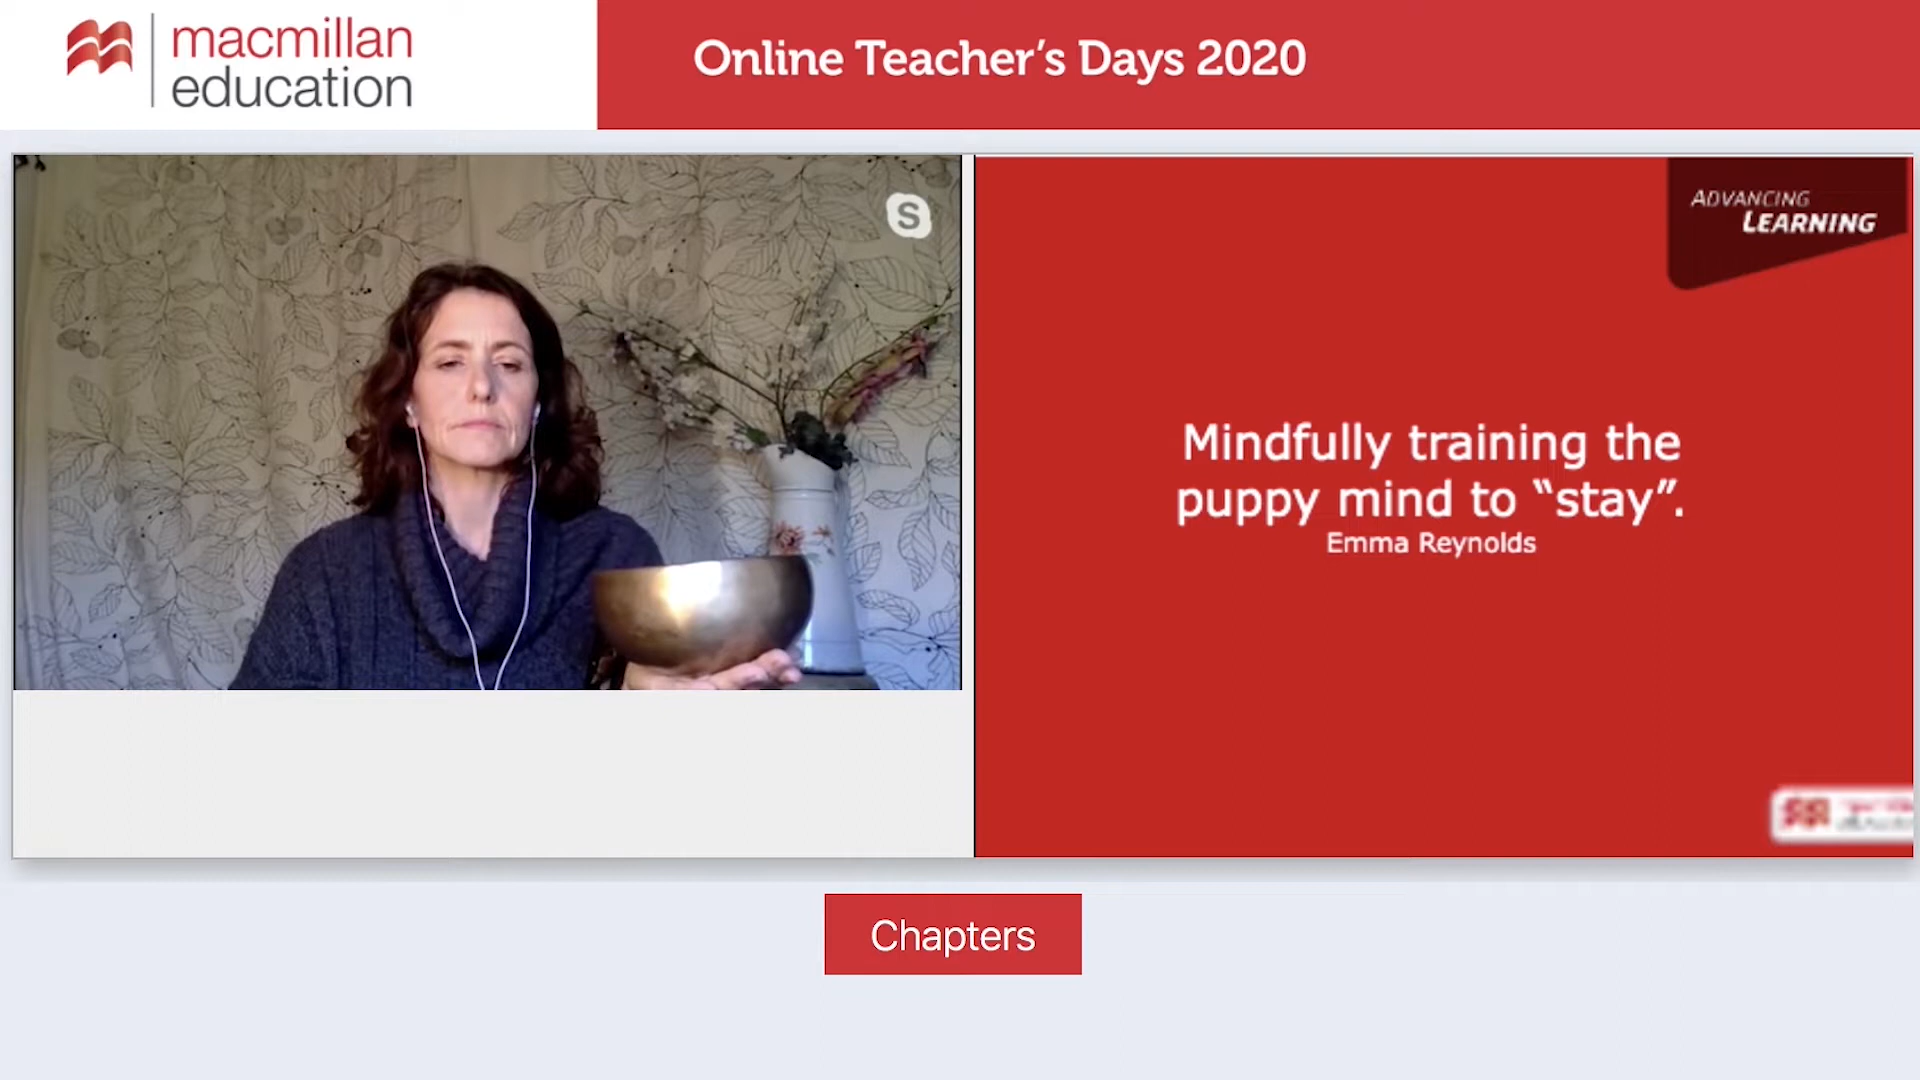 macmillan
education
Online Teacher's Days 2020
S
ADVANCING
LEARNING
Mindfully training the
puppy mind to “stay”.
Emma Reynolds
Chapters